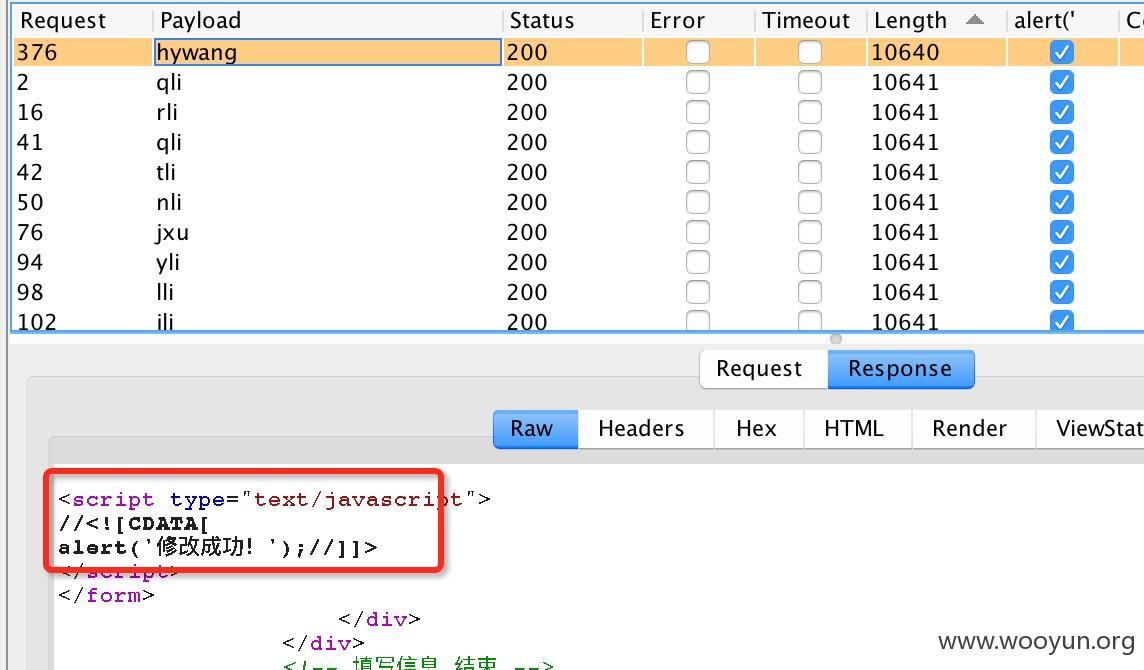 Request Payload Status Error Timeout Length alert('
376 hywang 200 10640
2 qli 200 10641
16 rli 200 10641
41 qli 200 10641
42 tli 200 10641
50 nli 200 10641
76 jxu 200 10641
94 yli 200 10641
98 lli 200 10641
102 200 10641
Request Response
Raw Headers Hex HTML Render ViewStat
<script type="text/javascript">
//<![CDATA[
alert('修改成功！');//]]>
</script>
</form>
</div>
</div>
<!-- 填写信息 结束 -->
www.wooyun.org